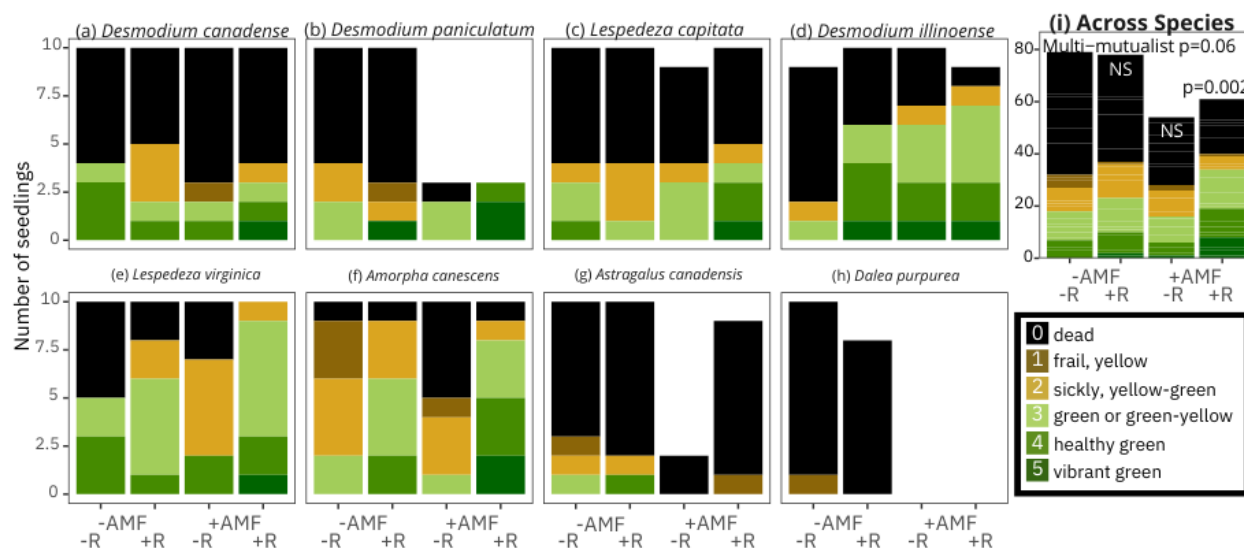 (a) Desmodium canadense
(b) Desmodium paniculatum
(c) Lespedeza capitata
(d) Desmodium illinoense
(i) Across Species
Multi-mutualist p=0.06
NS
p=0.002
NS
80
60
40
20
0
-AMF +AMF
-R +R -R +R
10
7.5
5
2.5
0
Number of seedlings
(e) Lespedeza virginica
(f) Amorpha canescens
(g) Astragalus canadensis
(h) Dalea purpurea
10
7.5
5
2.5
0
-AMF +AMF
-R +R -R +R
-AMF +AMF
-R +R -R +R
-AMF +AMF
-R +R -R +R
-AMF +AMF
-R +R -R +R
0 dead
1 frail, yellow
2 sickly, yellow-green
3 green or green-yellow
4 healthy green
5 vibrant green